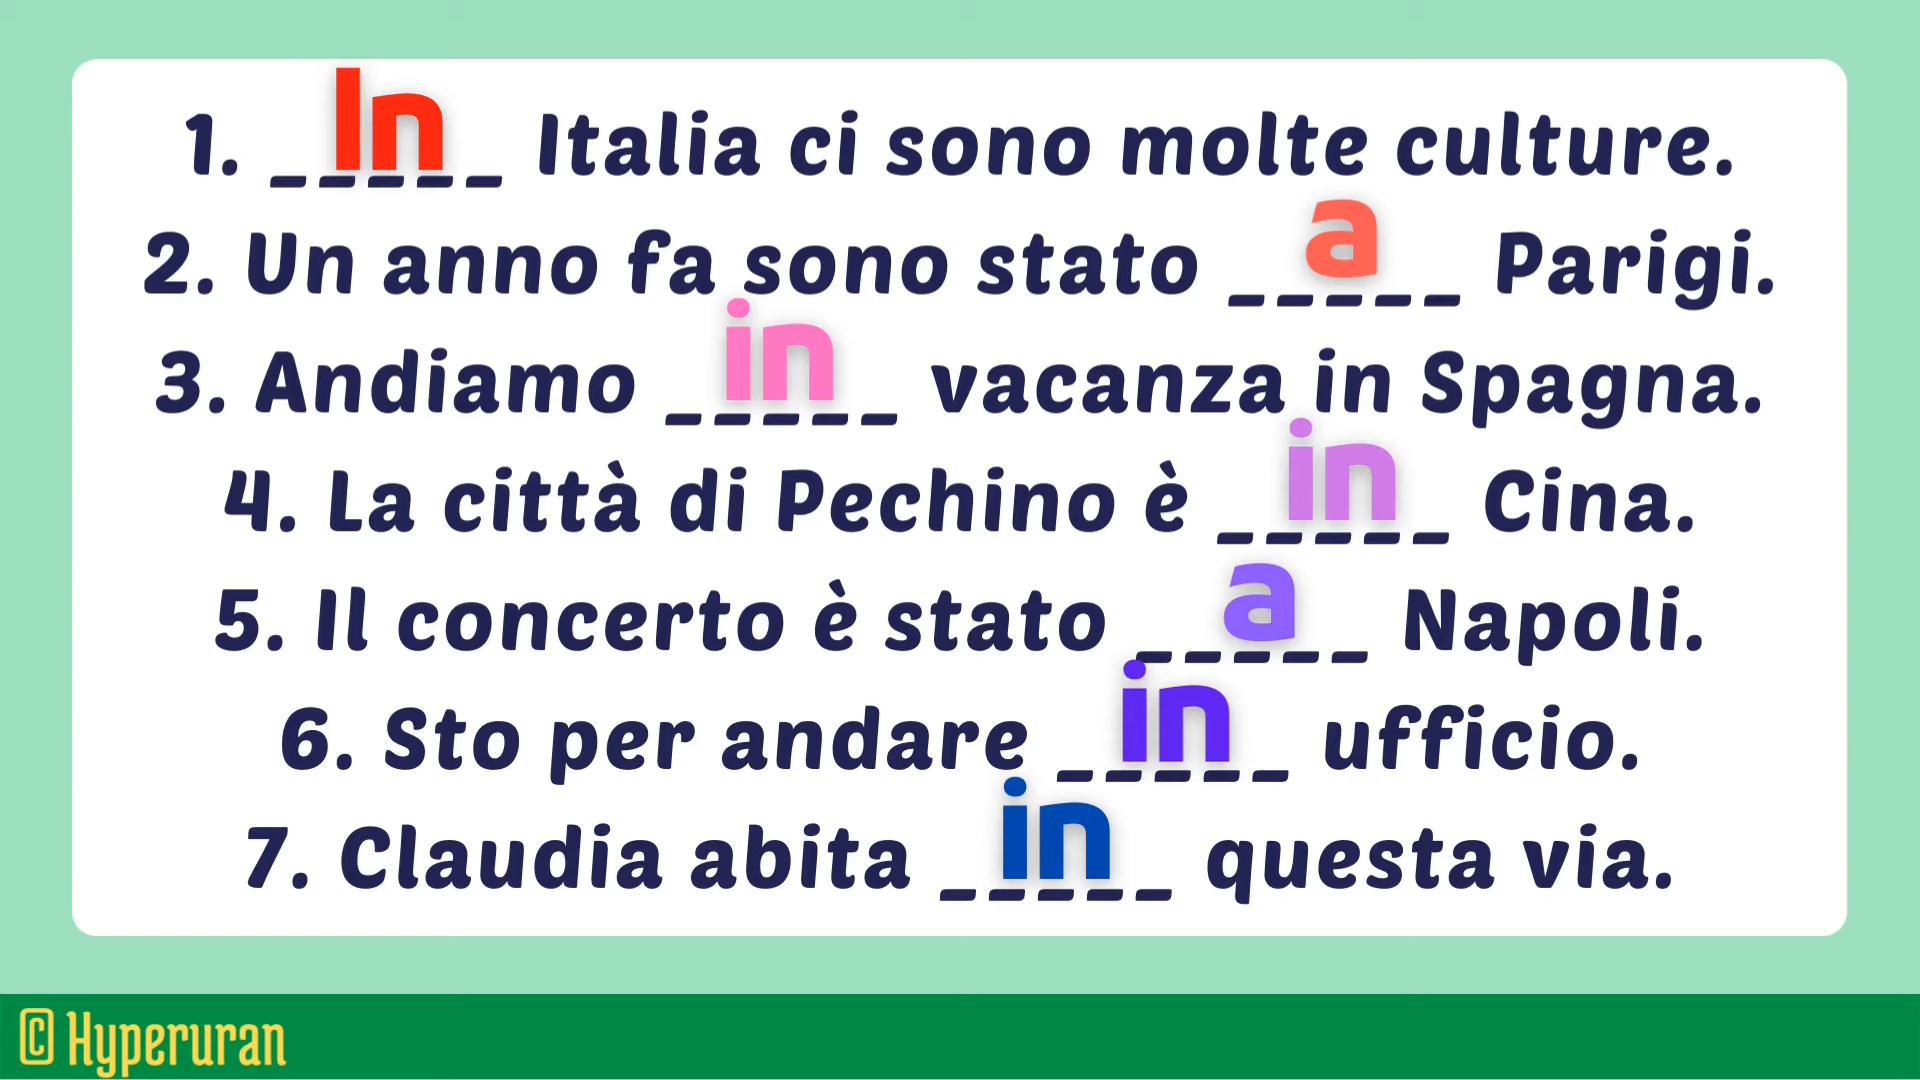 1. In Italia ci sono molte culture.
2. Un anno fa sono stato a Parigi.
3. Andiamo in vacanza in Spagna.
4. La città di Pechino è in Cina.
5. Il concerto è stato a Napoli.
6. Sto per andare in ufficio.
7. Claudia abita in questa via.
© Hyperuran